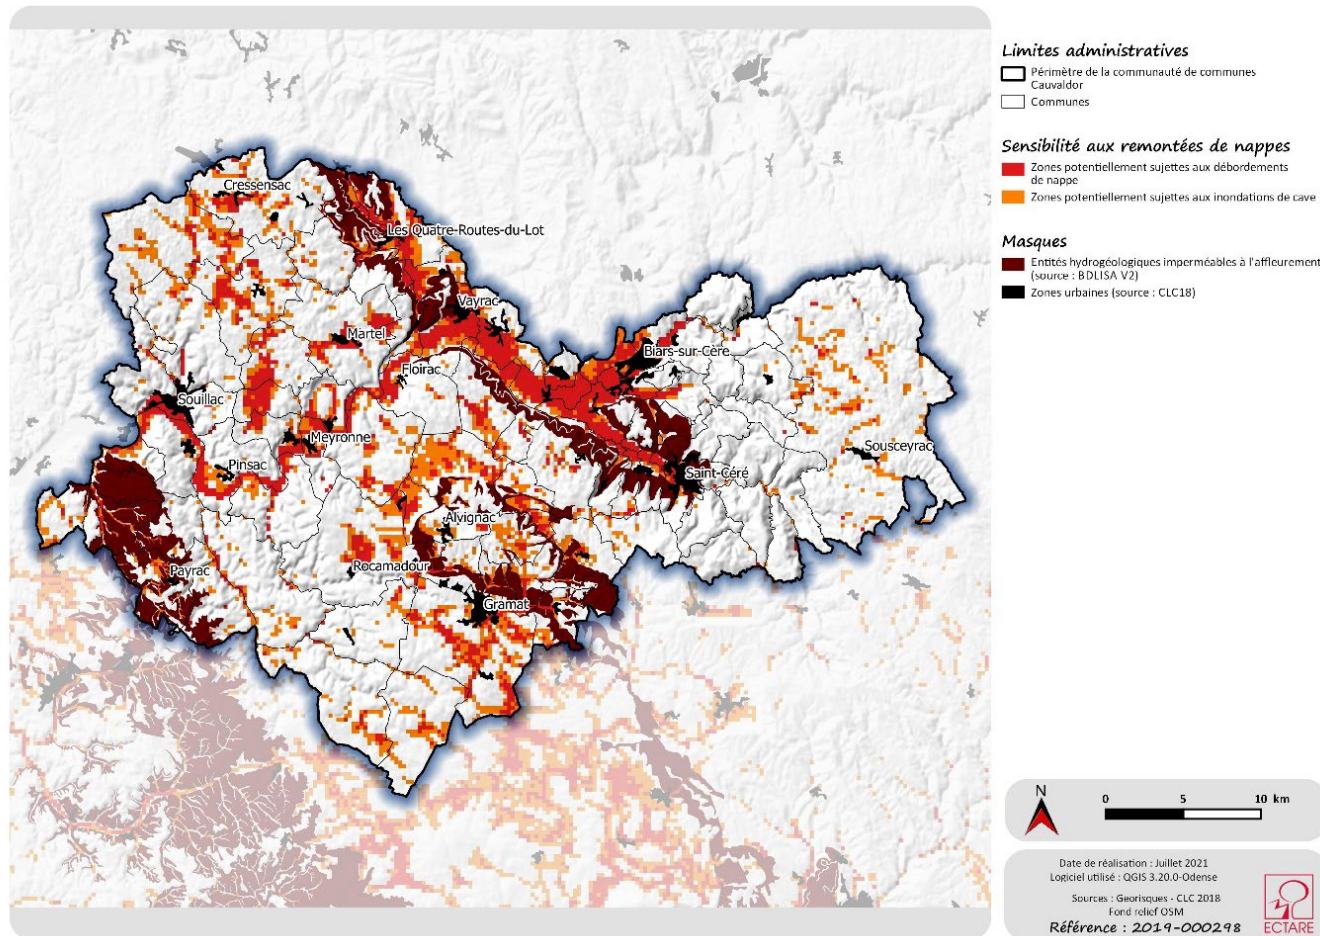 Limites administratives
Périmètre de la communauté de communes
Cauvaldor
Communes
Sensibilité aux remontées de nappes
Zones potentiellement sujettes aux débordements
de nappe
Zones potentiellement sujettes aux inondations de cave
Masques
Entités hydrogéologiques imperméables à l'affleurement
(source : BDLISA V2)
Zones urbaines (source : CLC18)
Cressensac
Les Quatre-Routes-du-Lot
Vayrac
Martel
Biars-sur-Cère
Floirac
Souillac
Meyronne
Sousceyrac
Pinsac
Saint-Céré
Alvignac
Payrac
Rocamadour
Gramat
N
0 5 10 km
Date de réalisation : Juillet 2021
Logiciel utilisé : QGIS 3.20.0-Odense
Sources : Georisques - CLC 2018
Fond relief OSM
Référence : 2019-000298
ECTARE